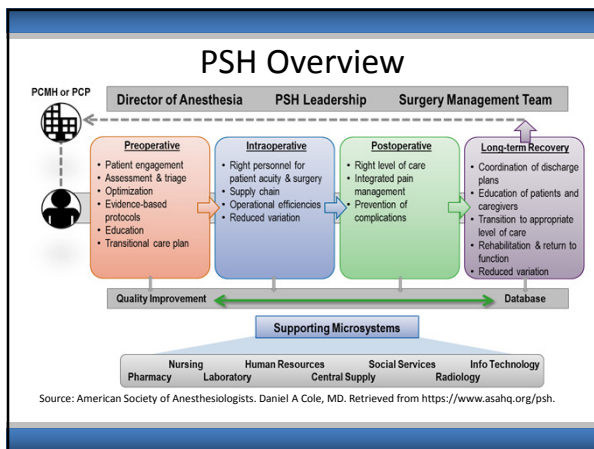 PSH Overview
PCMH or PCP
Director of Anesthesia PSH Leadership Surgery Management Team
Preoperative
• Patient engagement
• Assessment & triage
• Optimization
• Evidence-based
protocols
• Education
• Transitional care plan
Intraoperative
• Right personnel for
patient acuity & surgery
• Supply chain
• Operational efficiencies
• Reduced variation
Postoperative
• Right level of care
• Integrated pain
management
• Prevention of
complications
Long-term Recovery
• Coordination of discharge
plans
• Education of patients and
caregivers
• Transition to appropriate
level of care
• Rehabilitation & return to
function
• Reduced variation
Quality Improvement Database
Supporting Microsystems
Nursing Human Resources Social Services Info Technology
Pharmacy Laboratory Central Supply Radiology
Source: American Society of Anesthesiologists. Daniel A Cole, MD. Retrieved from https://www.asahq.org/psh.